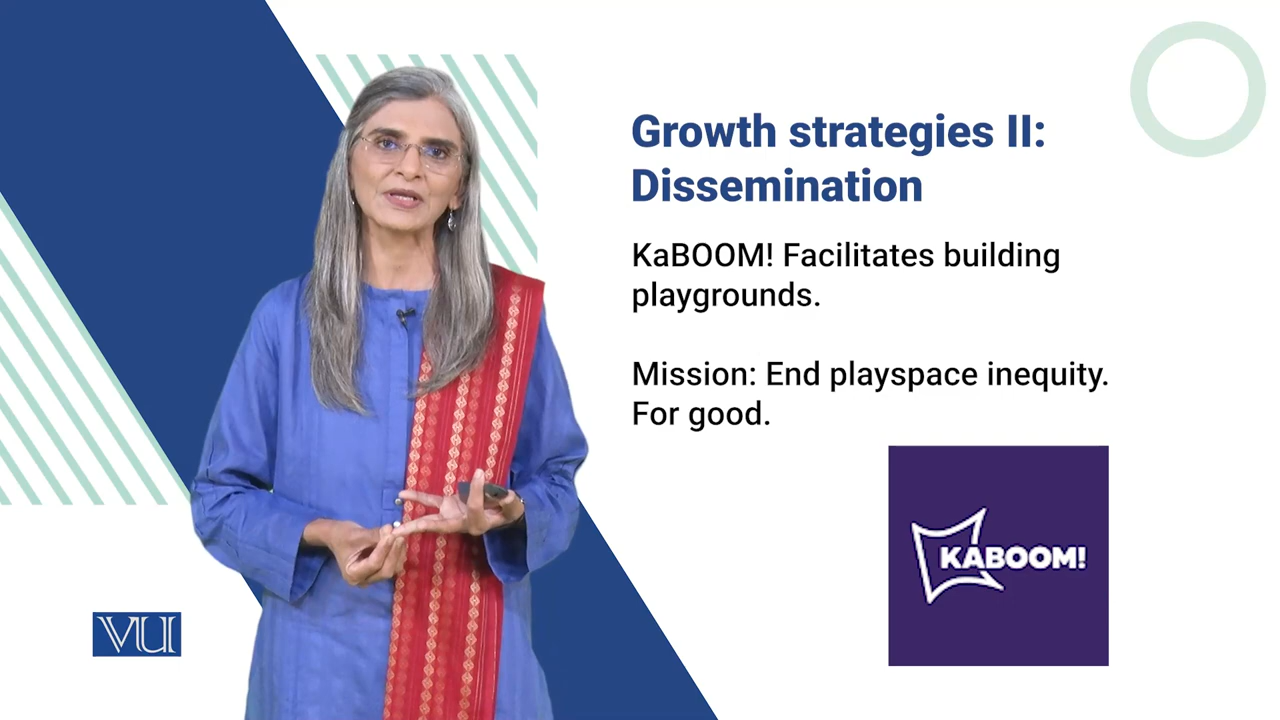 Growth strategies II:
Dissemination
KaBOOM! Facilitates building
playgrounds.
Mission: End playspace inequity.
For good.
KABOOM!
VU